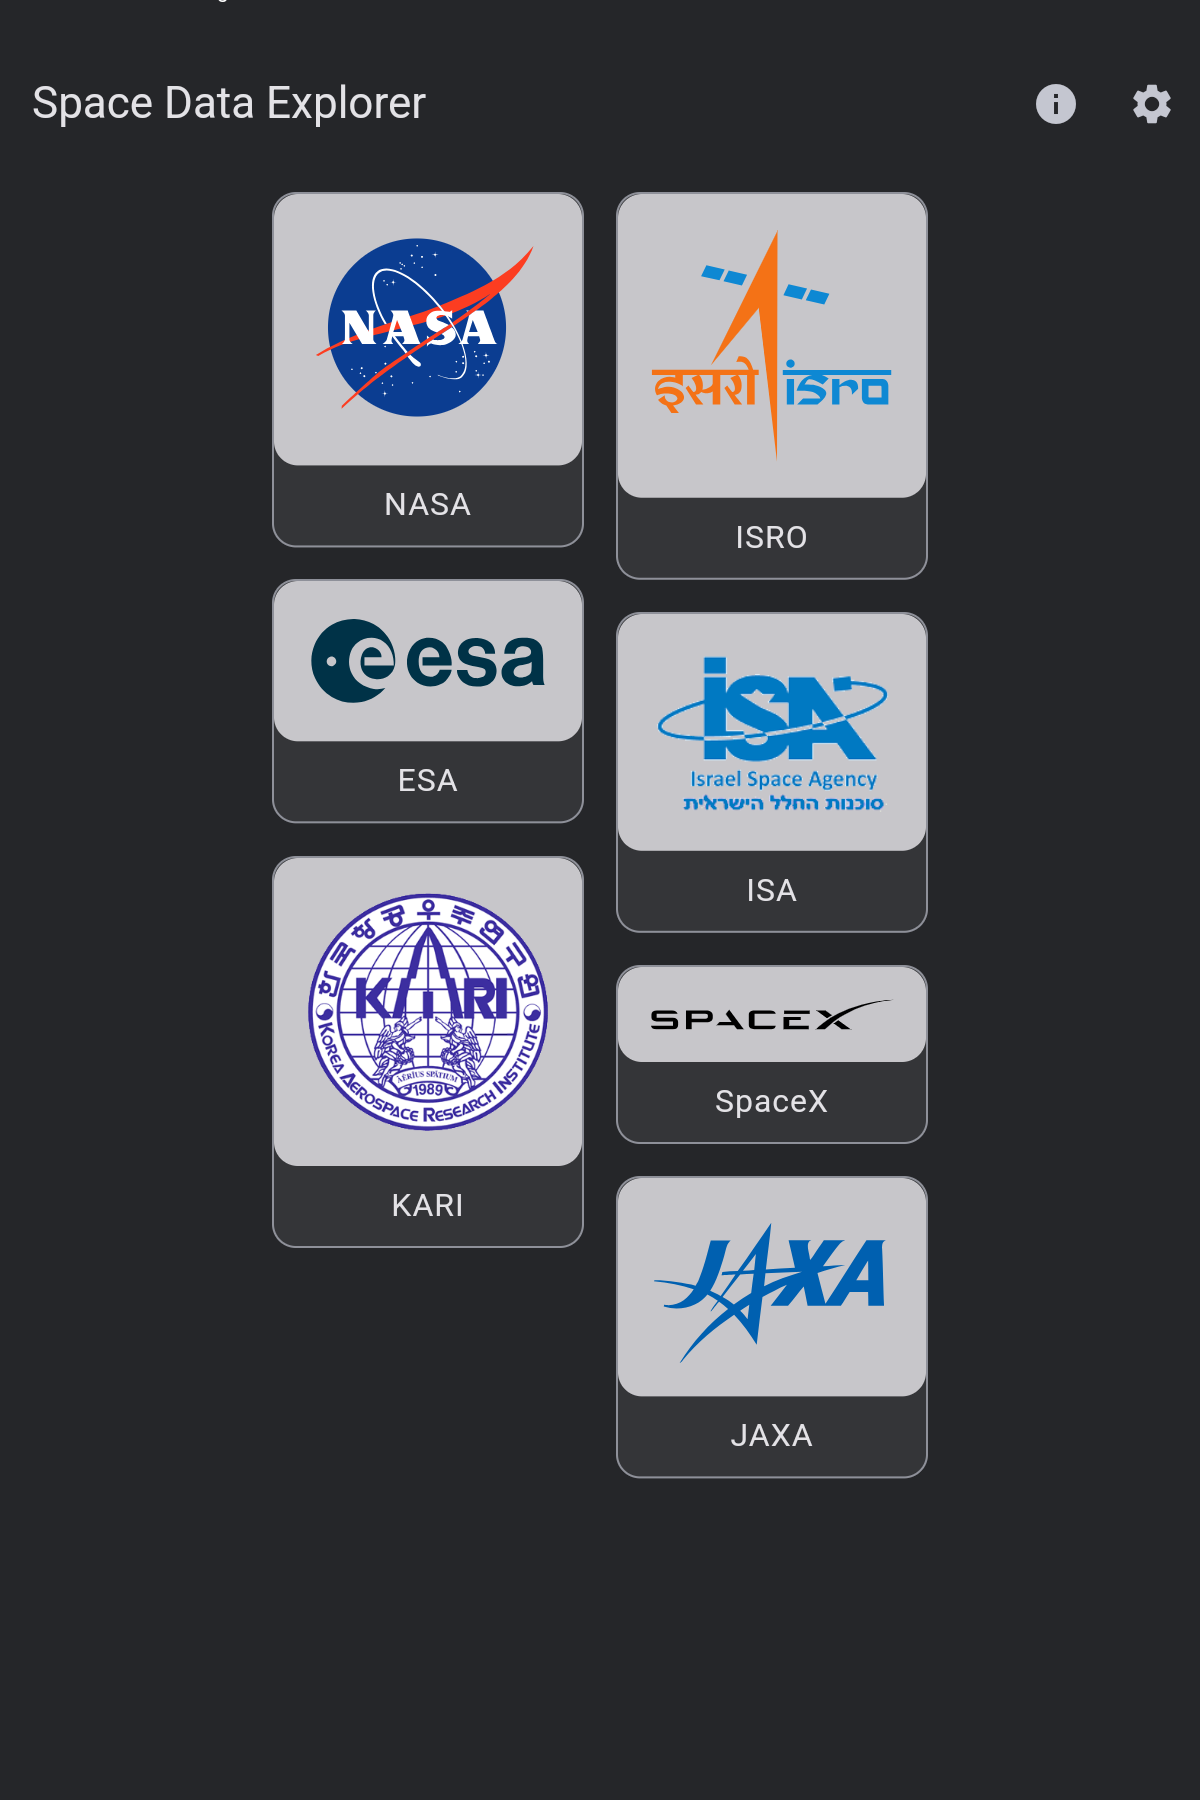 Space Data Explorer
NASA
NASA
इसरो isro
ISRO
esa
ESA
isa
Israel Space Agency
סוכנות החלל הישראלית
ISA
한국항공우주연구원
KARI
AERIUS SPATIUM
1989
KOREA AEROSPACE RESEARCH INSTITUTE
KARI
SPACEX
SpaceX
JAXA
JAXA